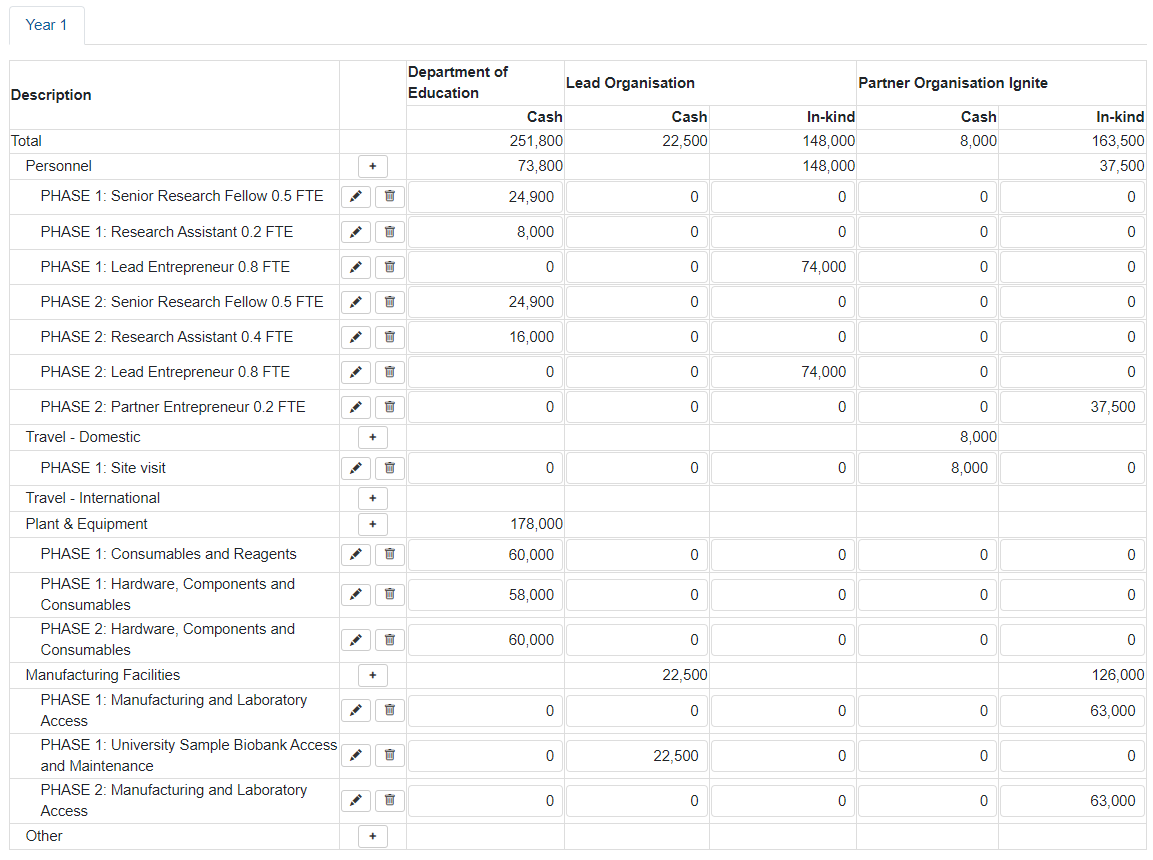 Year 1
Description Department of Education Lead Organisation Partner Organisation Ignite
Cash Cash In-kind Cash In-kind
Total 251,800 22,500 148,000 8,000 163,500
Personnel + 73,800 148,000 37,500
PHASE 1: Senior Research Fellow 0.5 FTE 24,900 0 0 0 0
PHASE 1: Research Assistant 0.2 FTE 8,000 0 0 0 0
PHASE 1: Lead Entrepreneur 0.8 FTE 0 0 74,000 0 0
PHASE 2: Senior Research Fellow 0.5 FTE 24,900 0 0 0 0
PHASE 2: Research Assistant 0.4 FTE 16,000 0 0 0 0
PHASE 2: Lead Entrepreneur 0.8 FTE 0 0 74,000 0 0
PHASE 2: Partner Entrepreneur 0.2 FTE 0 0 0 0 37,500
Travel - Domestic + 8,000
PHASE 1: Site visit 0 0 0 8,000 0
Travel - International +
Plant & Equipment + 178,000
PHASE 1: Consumables and Reagents 60,000 0 0 0 0
PHASE 1: Hardware, Components and
Consumables 58,000 0 0 0 0
PHASE 2: Hardware, Components and
Consumables 60,000 0 0 0 0
Manufacturing Facilities + 22,500 126,000
PHASE 1: Manufacturing and Laboratory
Access 0 0 0 0 63,000
PHASE 1: University Sample Biobank Access
and Maintenance 0 22,500 0 0 0
PHASE 2: Manufacturing and Laboratory
Access 0 0 0 0 63,000
Other +